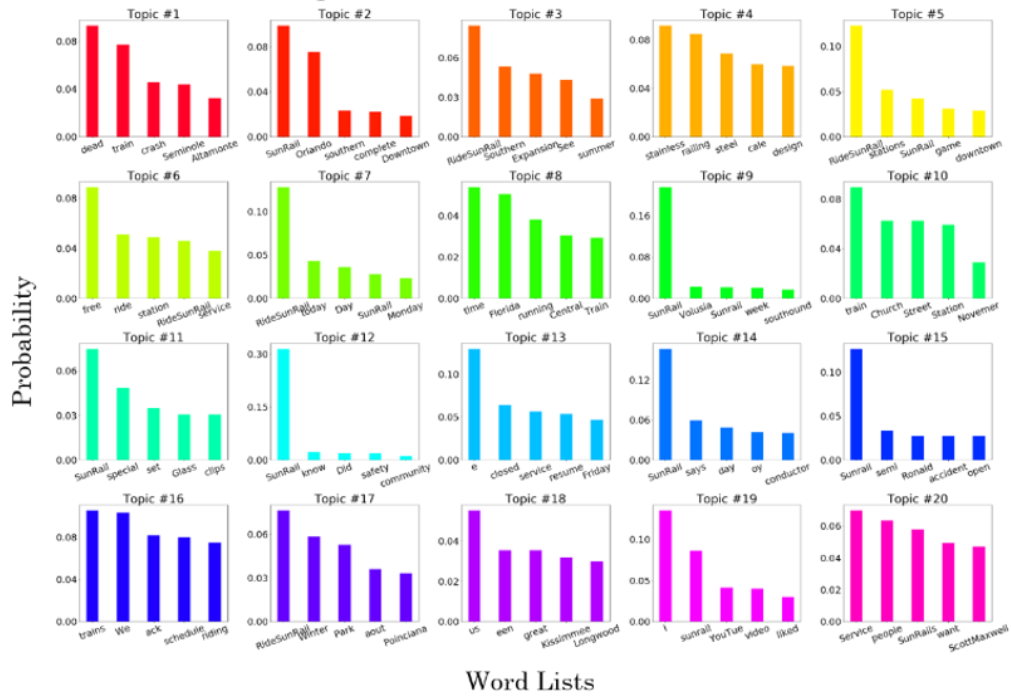 Topic #1 Topic #2 Topic #3 Topic #4 Topic #5
0.08 0.04 0.00
0.08 0.04 0.00
0.06 0.03 0.00
0.08 0.04 0.00
0.10 0.05 0.00
dead train crash Seminole Altamonte
SunRail Orlando southern complete Downtown
RideSunRail Southern Expansion See summer
stainless railing steel cale design
RideSunRail stations SunRail game downtown
Topic #6 Topic #7 Topic #8 Topic #9 Topic #10
0.08 0.04 0.00
0.10 0.05 0.00
0.04 0.02 0.00
0.16 0.08 0.00
0.08 0.04 0.00
free ride station RideSunRail service
RideSunRail today Day SunRail Monday
time Florida running Central Train
SunRail Volusia Sunrail week southound
train Church Street Station Novemer
Probability
Topic #11 Topic #12 Topic #13 Topic #14 Topic #15
0.06 0.03 0.00
0.30 0.15 0.00
0.10 0.05 0.00
0.12 0.06 0.00
0.10 0.05 0.00
SunRail special set Glass clips
SunRail know Did safety community
e closed service resume Friday
SunRail says day oy conductor
Sunrail semi Ronald accident open
Topic #16 Topic #17 Topic #18 Topic #19 Topic #20
0.08 0.04 0.00
0.06 0.03 0.00
0.04 0.02 0.00
0.10 0.05 0.00
0.06 0.04 0.02 0.00
trains We ack schedule riding
RideSunRail Winter Park aout Poinciana
us een great Kissimmee Longwood
I sunrail YouTue video liked
Service people SunRails want ScottMaxwell
Word Lists